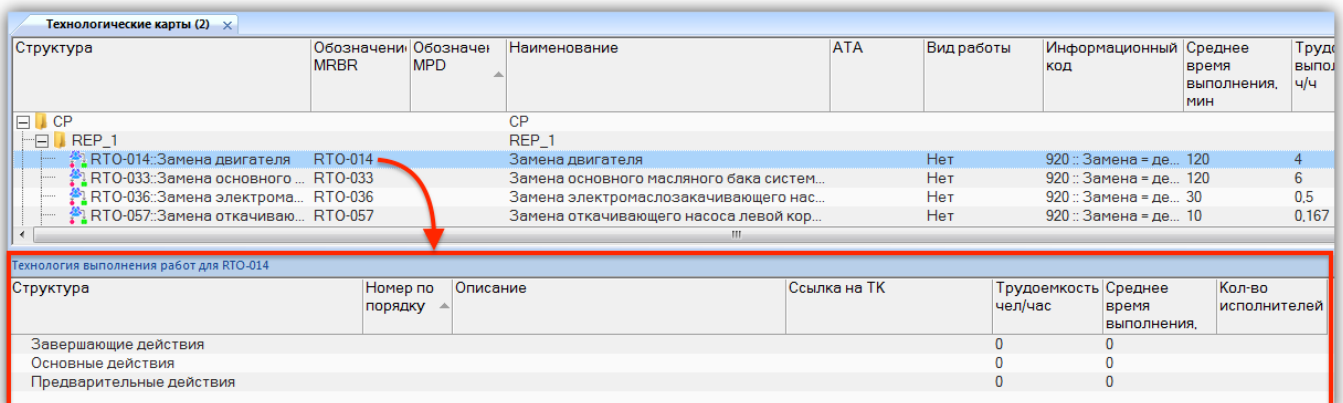 Технологические карты (2)
Структура Обозначени MRBR Обозначен MPD Наименование ATA Вид работы Информационный код Среднее время выполнения, мин Трудо выпол ч/ч
CP CP
REP_1 REP_1
RTO-014::Замена двигателя RTO-014 Замена двигателя Нет 920 :: Замена = де... 120 4
RTO-033::Замена основного ... RTO-033 Замена основного масляного бака систем... Нет 920 :: Замена = де... 120 6
RTO-036::Замена электрома... RTO-036 Замена электромаслозакачивающего нас... Нет 920 :: Замена = де... 30 0,5
RTO-057::Замена откачиваю... RTO-057 Замена откачивающего насоса левой кор... Нет 920 :: Замена = де... 10 0,167
Технология выполнения работ для RTO-014
Структура Номер по порядку Описание Ссылка на ТК Трудоемкость чел/час Среднее время выполнения, Кол-во исполнителей
Завершающие действия 0 0
Основные действия 0 0
Предварительные действия 0 0